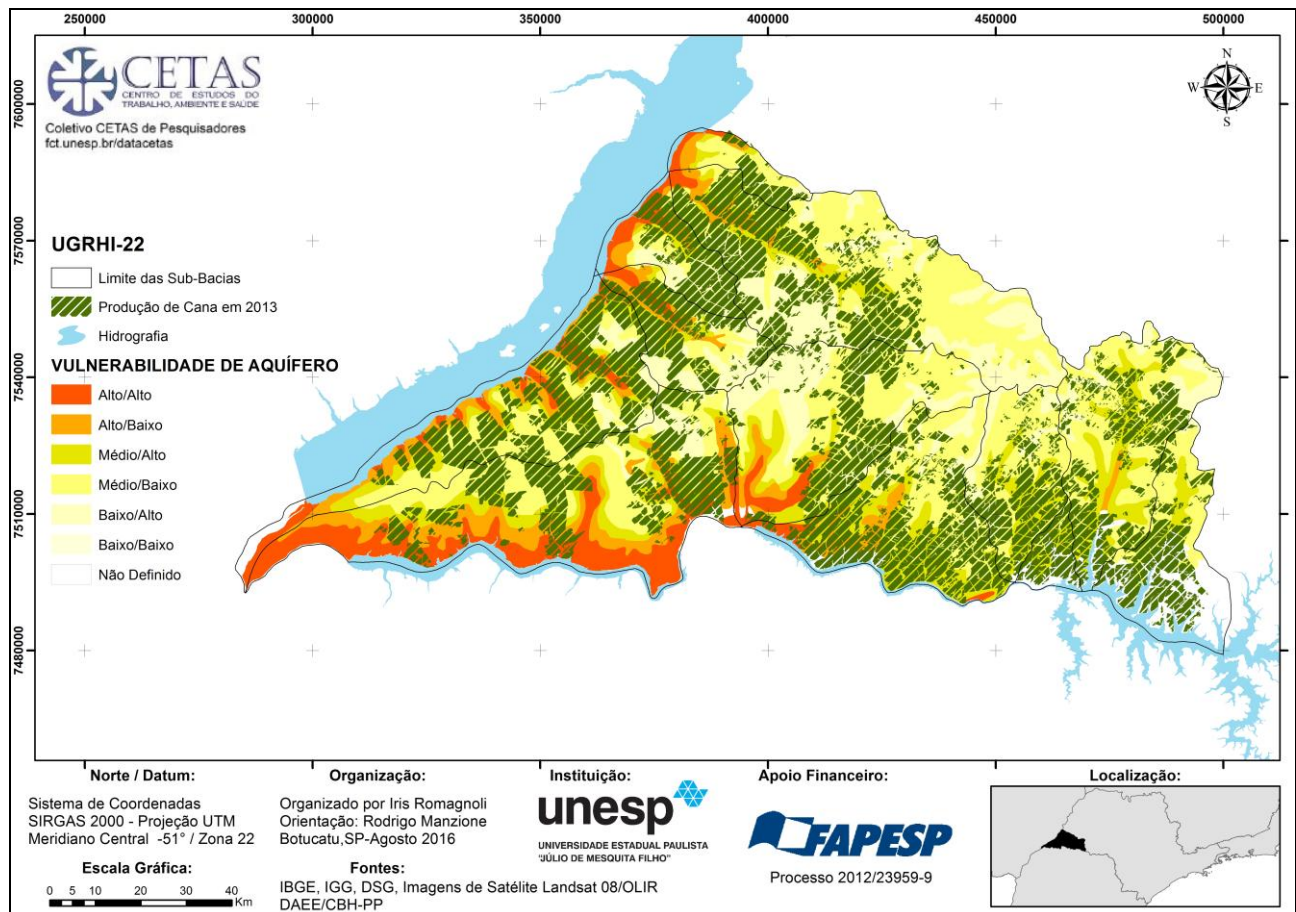 250000
300000
350000
400000
450000
500000
7600000
7570000
7540000
7510000
7480000
CETAS
CENTRO DE ESTUDOS DO
TRABALHO, AMBIENTE E SAÚDE
Coletivo CETAS de Pesquisadores
fct.unesp.br/datacetas
N
W
E
S
UGRHI-22
Limite das Sub-Bacias
Produção de Cana em 2013
Hidrografia
VULNERABILIDADE DE AQUÍFERO
Alto/Alto
Alto/Baixo
Médio/Alto
Médio/Baixo
Baixo/Alto
Baixo/Baixo
Não Definido
Norte / Datum:
Sistema de Coordenadas
SIRGAS 2000 - Projeção UTM
Meridiano Central -51° / Zona 22
Escala Gráfica:
0 5 10 20 30 40
Km
Organização:
Organizado por Iris Romagnoli
Orientação: Rodrigo Manzione
Botucatu,SP-Agosto 2016
Fontes:
IBGE, IGG, DSG, Imagens de Satélite Landsat 08/OLIR
DAEE/CBH-PP
Instituição:
unesp
UNIVERSIDADE ESTADUAL PAULISTA
"JÚLIO DE MESQUITA FILHO"
Apoio Financeiro:
FAPESP
Processo 2012/23959-9
Localização: